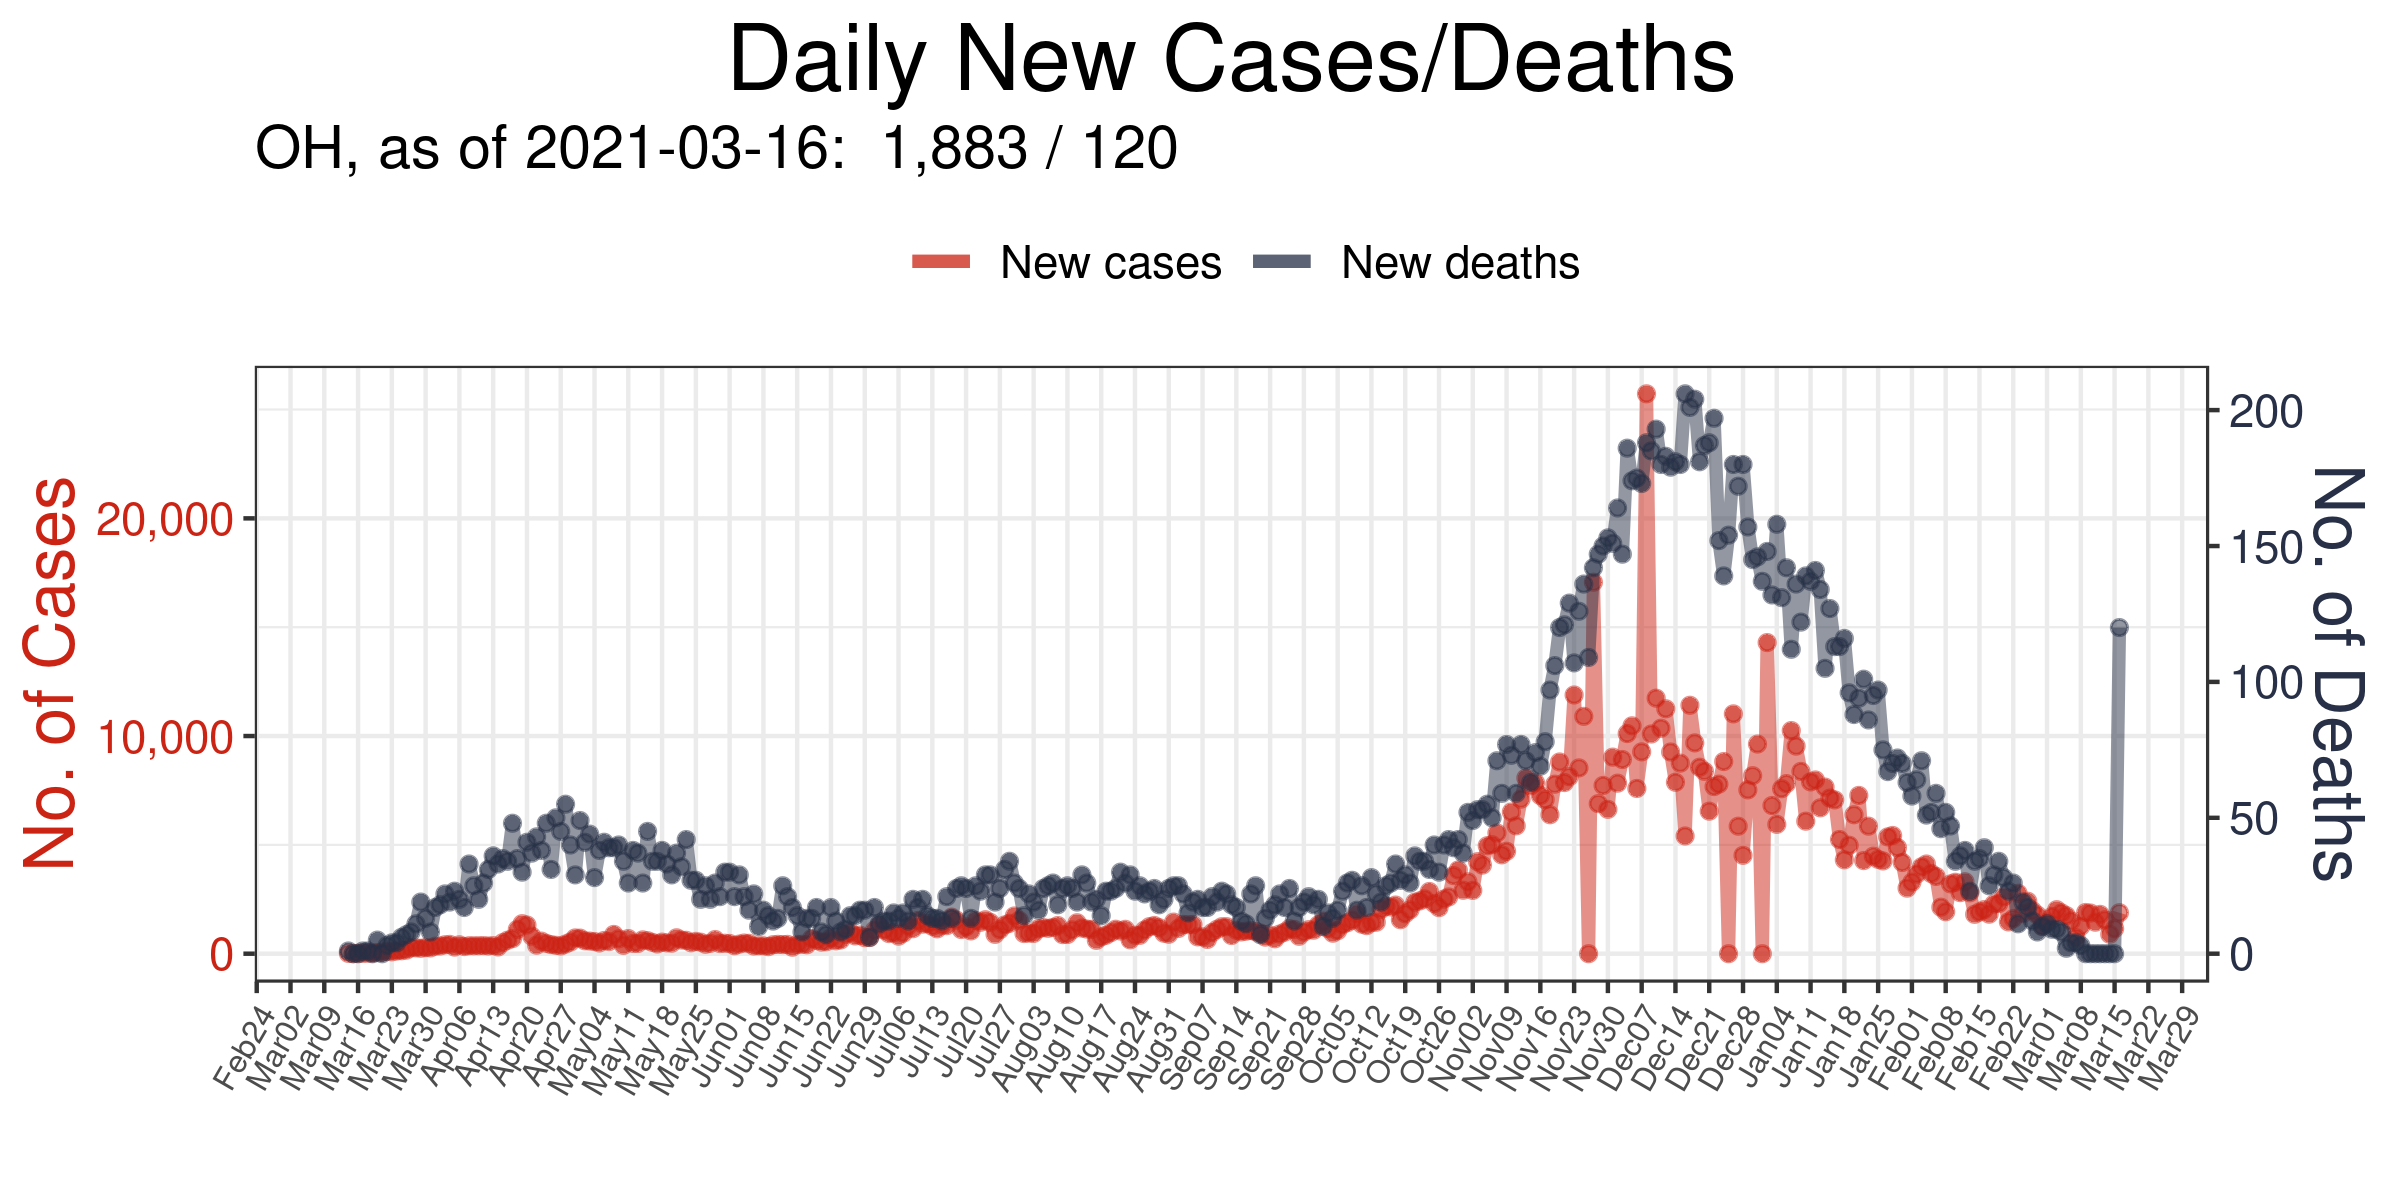 Daily New Cases/Deaths
OH, as of 2021-03-16:  1,883 / 120
New cases
New deaths
No. of Cases
20,000
10,000
0
200
150
100
50
0
No. of Deaths
Feb24
Mar02
Mar09
Mar16
Mar23
Mar30
Apr06
Apr13
Apr20
Apr27
May04
May11
May18
May25
Jun01
Jun08
Jun15
Jun22
Jun29
Jul06
Jul13
Jul20
Jul27
Aug03
Aug10
Aug17
Aug24
Aug31
Sep07
Sep14
Sep21
Sep28
Oct05
Oct12
Oct19
Oct26
Nov02
Nov09
Nov16
Nov23
Nov30
Dec07
Dec14
Dec21
Dec28
Jan04
Jan11
Jan18
Jan25
Feb01
Feb08
Feb15
Feb22
Mar01
Mar08
Mar15
Mar22
Mar29